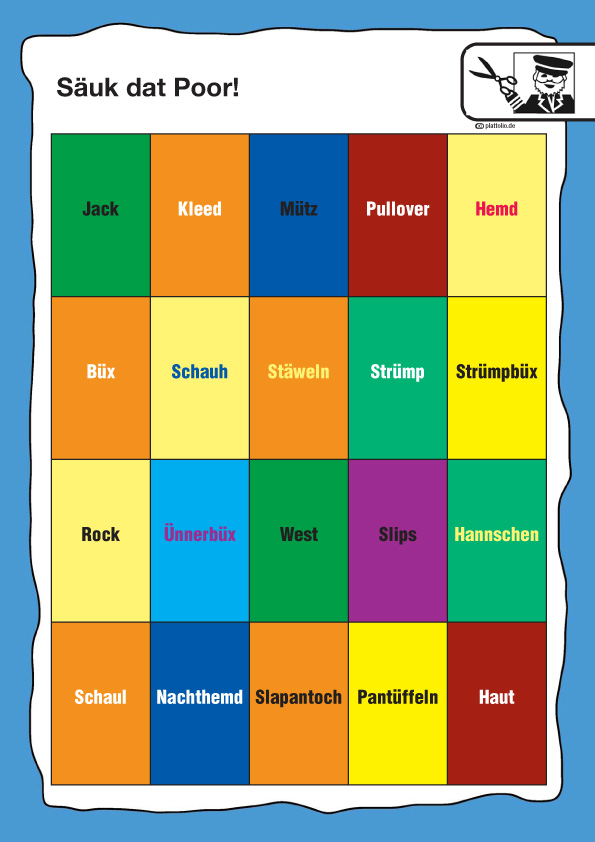 Säuk dat Poor!
plattolio.de
Jack Kleed Mütz Pullover Hemd
Büx Schauh Stäweln Strümp Strümpbüx
Rock Ünnerbüx West Slips Hannschen
Schaul Nachthemd Slapantoch Pantüffeln Haut